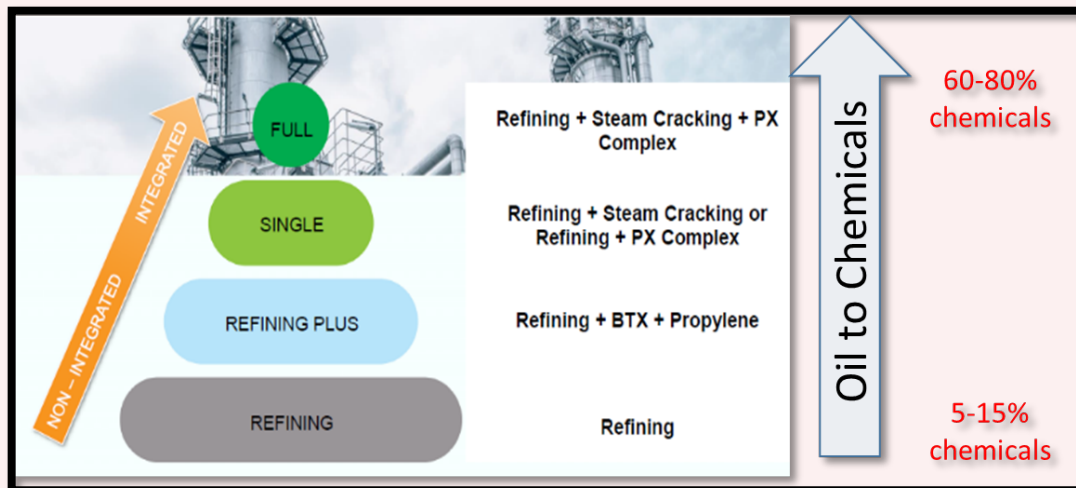 INTEGRATED
NON – INTEGRATED
FULL
Refining + Steam Cracking + PX
Complex
SINGLE
Refining + Steam Cracking or
Refining + PX Complex
REFINING PLUS
Refining + BTX + Propylene
REFINING
Refining
Oil to Chemicals
60-80%
chemicals
5-15%
chemicals